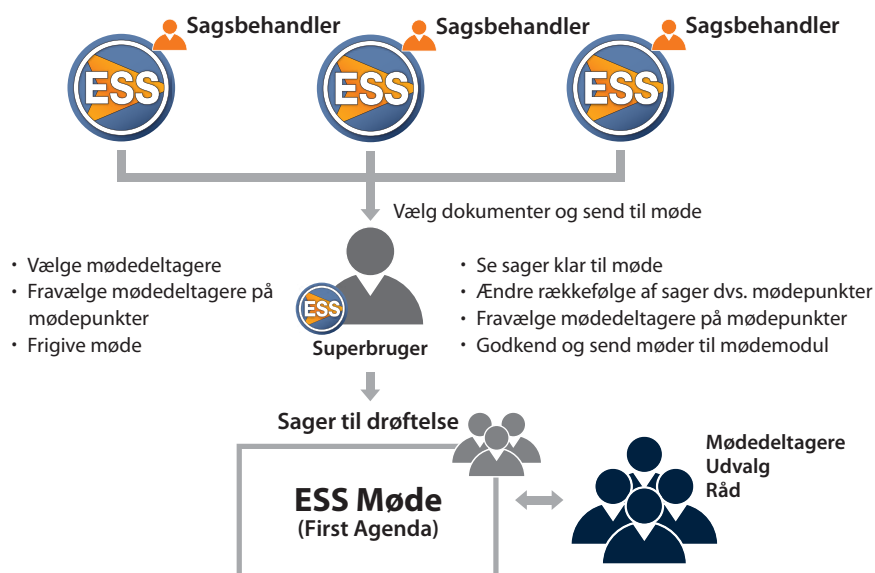 Sagsbehandler
Sagsbehandler
Sagsbehandler
ESS
ESS
ESS
Vælg dokumenter og send til møde
• Vælge mødedeltagere
• Fravælge mødedeltagere på
mødepunkter
• Frigive møde
ESS
Superbruger
• Se sager klar til møde
• Ændre rækkefølge af sager dvs. mødepunkter
• Fravælge mødedeltagere på mødepunkter
• Godkend og send møder til mødemodul
Sager til drøftelse
ESS Møde
(First Agenda)
Mødedeltagere
Udvalg
Råd